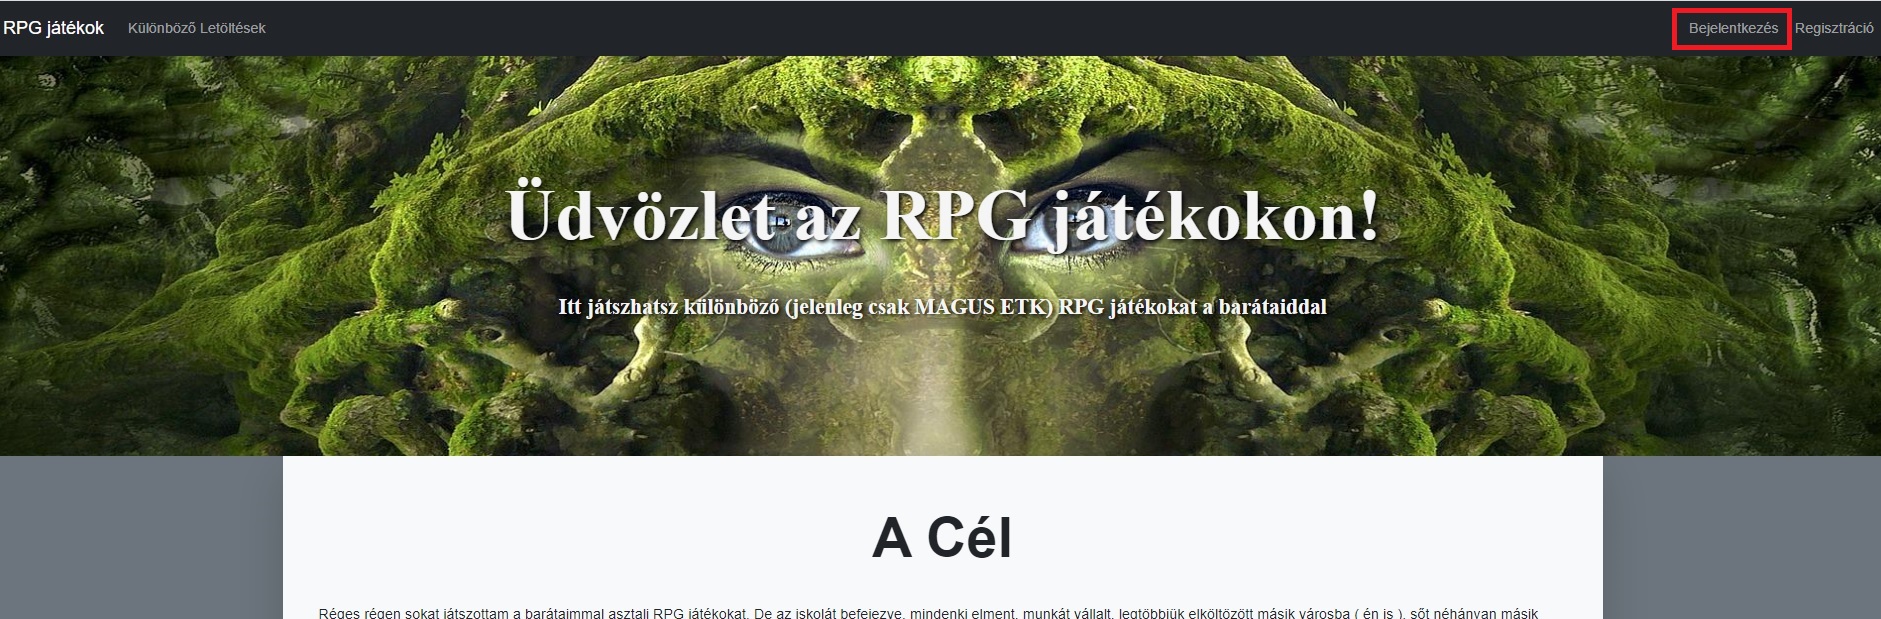 RPG játékok Különböző Letöltések Bejelentkezés Regisztráció
Üdvözlet az RPG játékokon!
Itt játszhatsz különböző (jelenleg csak MAGUS ETK) RPG játékokat a barátaiddal
A Cél
Réges régen sokat játszottam a barátaimmal asztali RPG játékokat. De az iskolát befejezve, mindenki elment, munkát vállalt, legtöbbjük elköltözött másik városba ( én is ), sőt néhányan másik